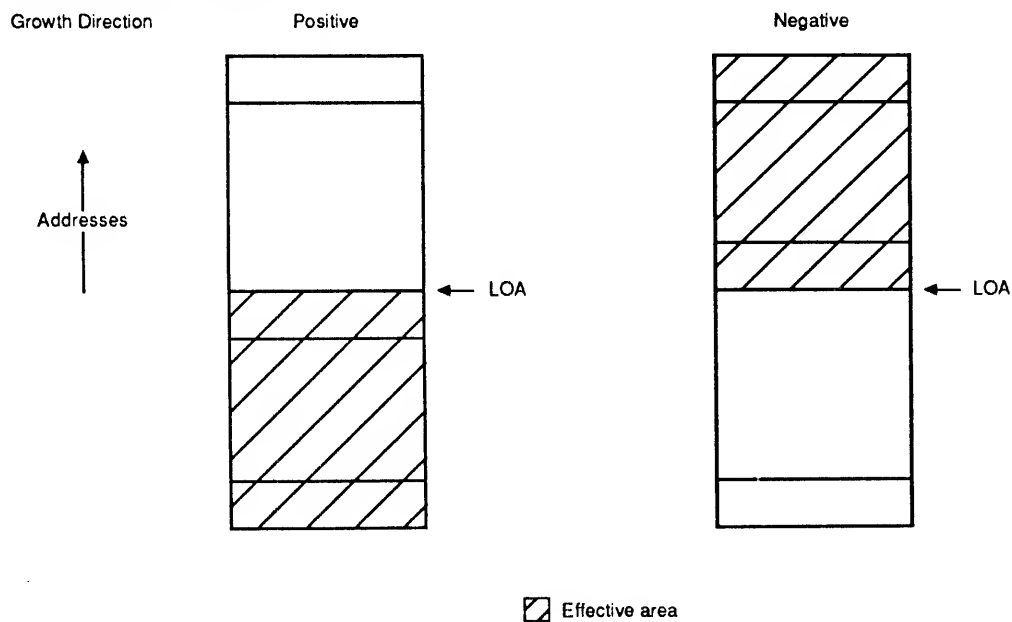 Growth Direction
Positive
Negative
Addresses
LOA
LOA
Effective area